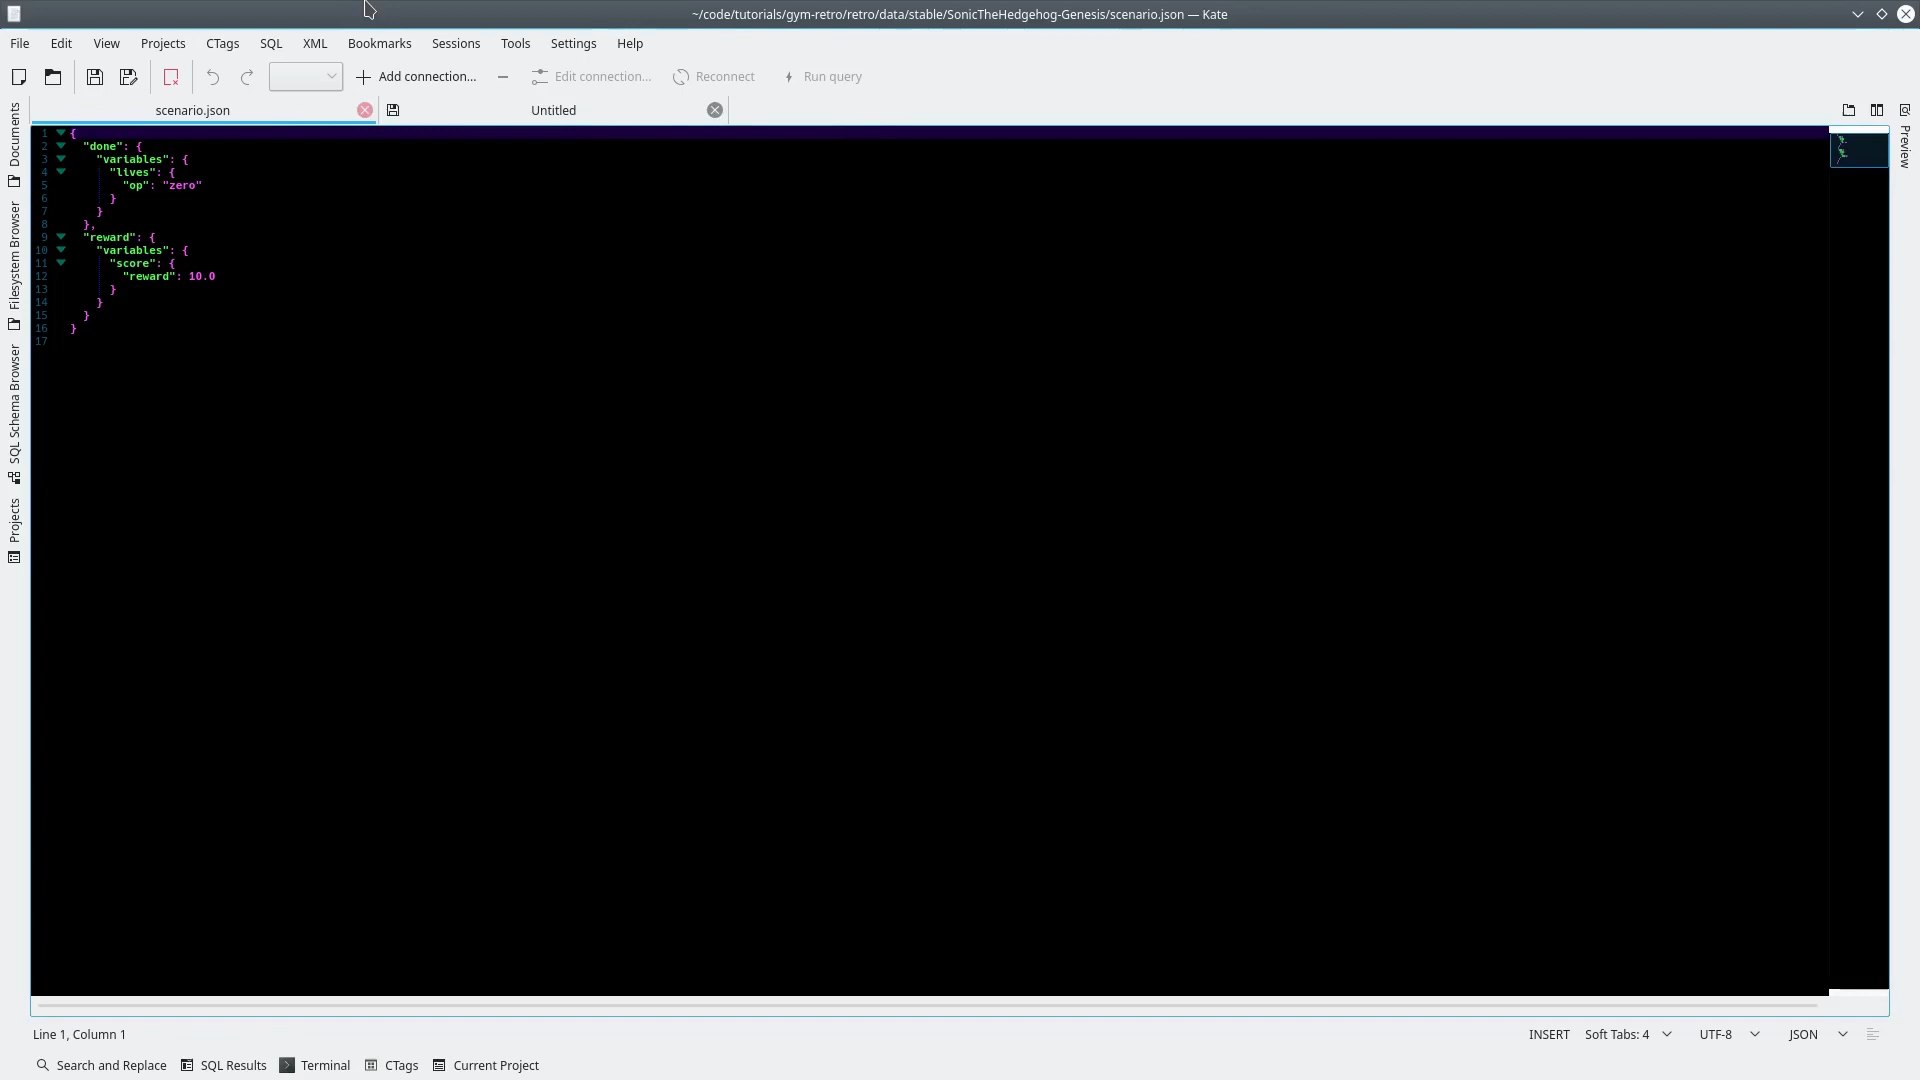 ~/code/tutorials/gym-retro/retro/data/stable/SonicTheHedgehog-Genesis/scenario.json — Kate
File Edit View Projects CTags SQL XML Bookmarks Sessions Tools Settings Help
Add connection... Edit connection... Reconnect Run query
scenario.json Untitled
Documents
Filesystem Browser
SQL Schema Browser
Projects
1 {
2 "done": {
3 "variables": {
4 "lives": {
5 "op": "zero"
6 }
7 }
8 },
9 "reward": {
10 "variables": {
11 "score": {
12 "reward": 10.0
13 }
14 }
15 }
16 }
17
Preview
Line 1, Column 1 INSERT Soft Tabs: 4 UTF-8 JSON
Search and Replace SQL Results Terminal CTags Current Project